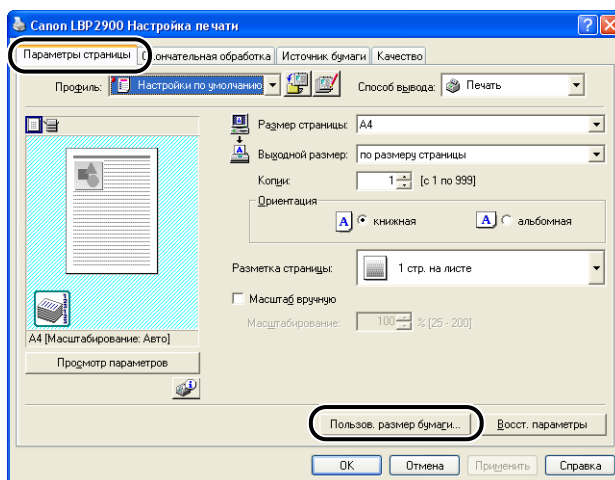 Canon LBP2900 Настройка печати
Параметры страницы Окончательная обработка Источник бумаги Качество
Профиль: Настройки по умолчанию Способ вывода: Печать
Размер страницы: A4
Выходной размер: по размеру страницы
Копии: 1 [с 1 по 999]
Ориентация
A книжная A альбомная
Разметка страницы: 1 стр. на листе
Масштаб вручную
Масштабирование: 100 % [25 - 200]
A4 [Масштабирование: Авто]
Просмотр параметров
Пользов. размер бумаги... Восст. параметры
OK Отмена Применить Справка